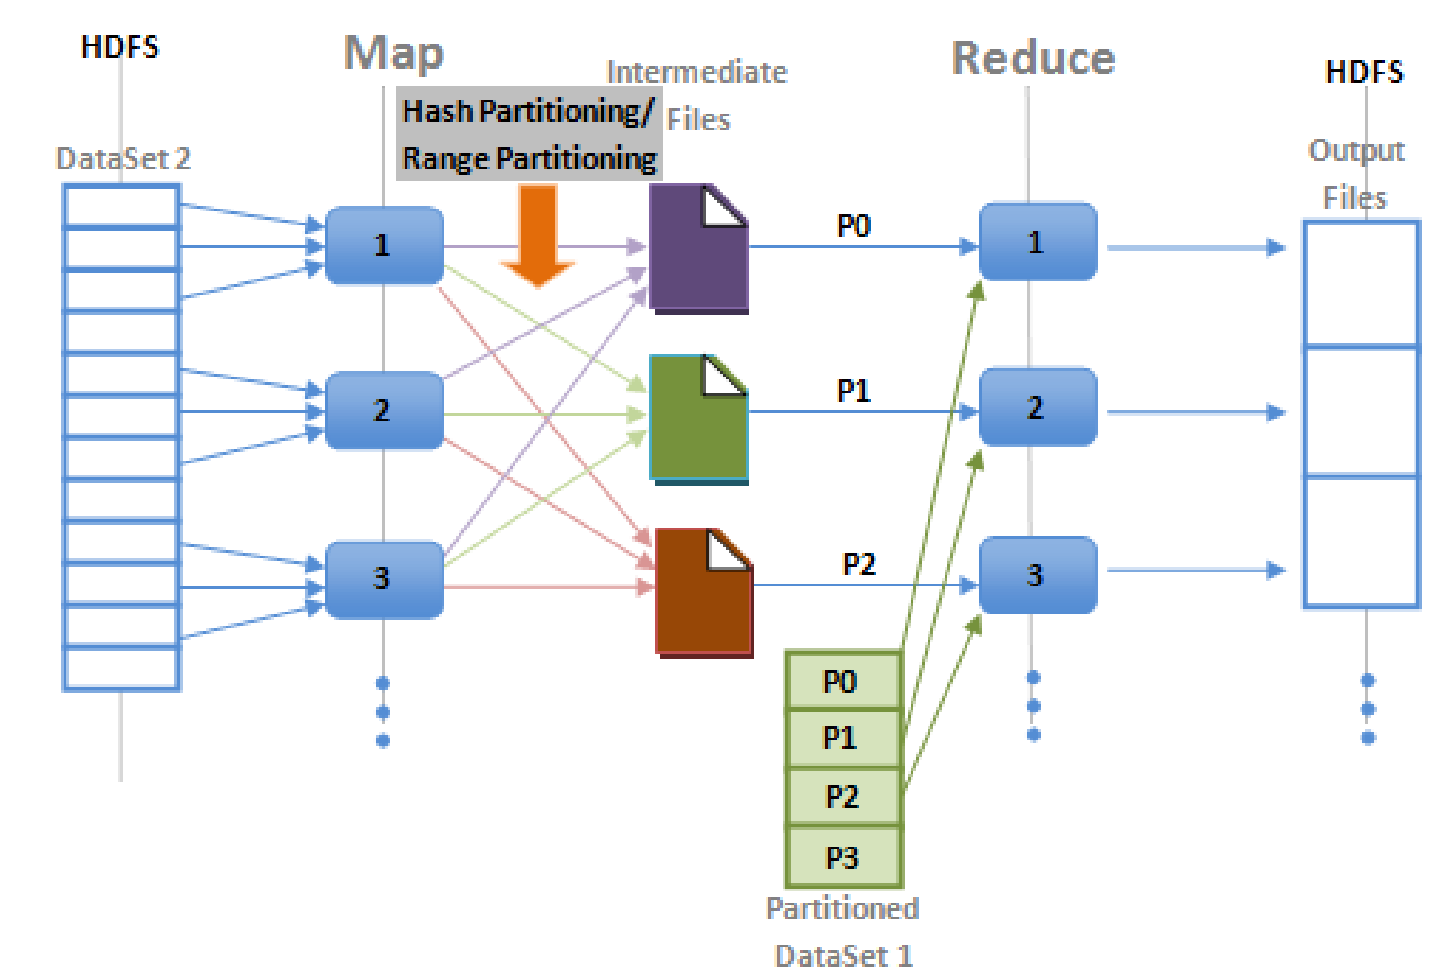 HDFS
Map
Intermediate
Files
Reduce
HDFS
Hash Partitioning/
Range Partitioning
DataSet 2
Output
Files
1
P0
1
2
P1
2
3
P2
3
P0
P1
P2
P3
Partitioned
DataSet 1